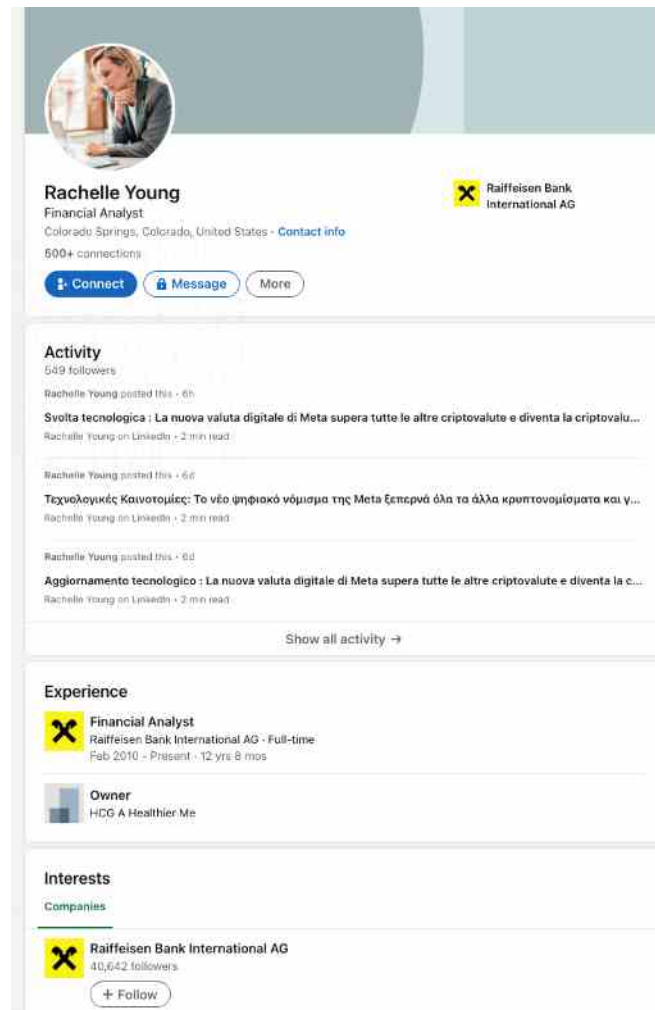 Rachelle Young
Financial Analyst
Colorado Springs, Colorado, United States · Contact info
500+ connections
Connect
Message
More
Raiffeisen Bank
International AG
Activity
549 followers
Rachelle Young posted this · 6h
Svolta tecnologica : La nuova valuta digitale di Meta supera tutte le altre criptovalute e diventa la criptovalu...
Rachelle Young on LinkedIn · 2 min read
Rachelle Young posted this · 6d
Τεχνολογικές Καινοτομίες: Το νέο ψηφιακό νόμισμα της Meta ξεπερνά όλα τα άλλα κρυπτονομίσματα και γ...
Rachelle Young on LinkedIn · 2 min read
Rachelle Young posted this · 6d
Aggiornamento tecnologico : La nuova valuta digitale di Meta supera tutte le altre criptovalute e diventa la c...
Rachelle Young on LinkedIn · 2 min read
Show all activity →
Experience
Financial Analyst
Raiffeisen Bank International AG · Full-time
Feb 2010 - Present · 12 yrs 8 mos
Owner
HCG A Healthier Me
Interests
Companies
Raiffeisen Bank International AG
40,642 followers
+ Follow